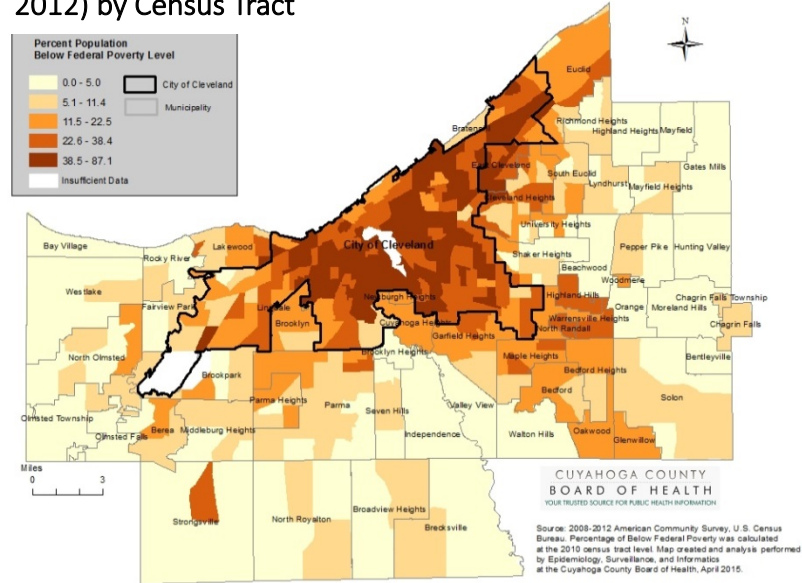 2012) by Census Tract
Percent Population
Below Federal Poverty Level
0.0 - 5.0
5.1 - 11.4
11.5 - 22.5
22.6 - 38.4
38.5 - 87.1
Insufficient Data
City of Cleveland
Municipality
N
Euclid
Bratenahl
Richmond Heights
Highland Heights
Mayfield
East Cleveland
South Euclid
Gates Mills
Lyndhurst
Mayfield Heights
Cleveland Heights
University Heights
Bay Village
Lakewood
City of Cleveland
Pepper Pike
Hunting Valley
Rocky River
Shaker Heights
Beachwood
Woodmere
Westlake
Fairview Park
Linndale
Newburgh Heights
Highland Hills
Orange
Moreland Hills
Chagrin Falls Township
Brooklyn
Cuyahoga Heights
Warrensville Heights
North Randall
Chagrin Falls
Garfield Heights
North Olmsted
Brooklyn Heights
Maple Heights
Bentleyville
Brookpark
Bedford Heights
Parma Heights
Parma
Seven Hills
Valley View
Bedford
Solon
Olmsted Township
Olmsted Falls
Berea
Middleburg Heights
Independence
Walton Hills
Oakwood
Glenwillow
Miles
0 3
Strongsville
North Royalton
Broadview Heights
Brecksville
CUYAHOGA COUNTY
BOARD OF HEALTH
YOUR TRUSTED SOURCE FOR PUBLIC HEALTH INFORMATION
Source: 2008-2012 American Community Survey, U.S. Census
Bureau. Percentage of Below Federal Poverty was calculated
at the 2010 census tract level. Map created and analysis performed
by Epidemiology, Surveillance, and Informatics
at the Cuyahoga County Board of Health, April 2015.